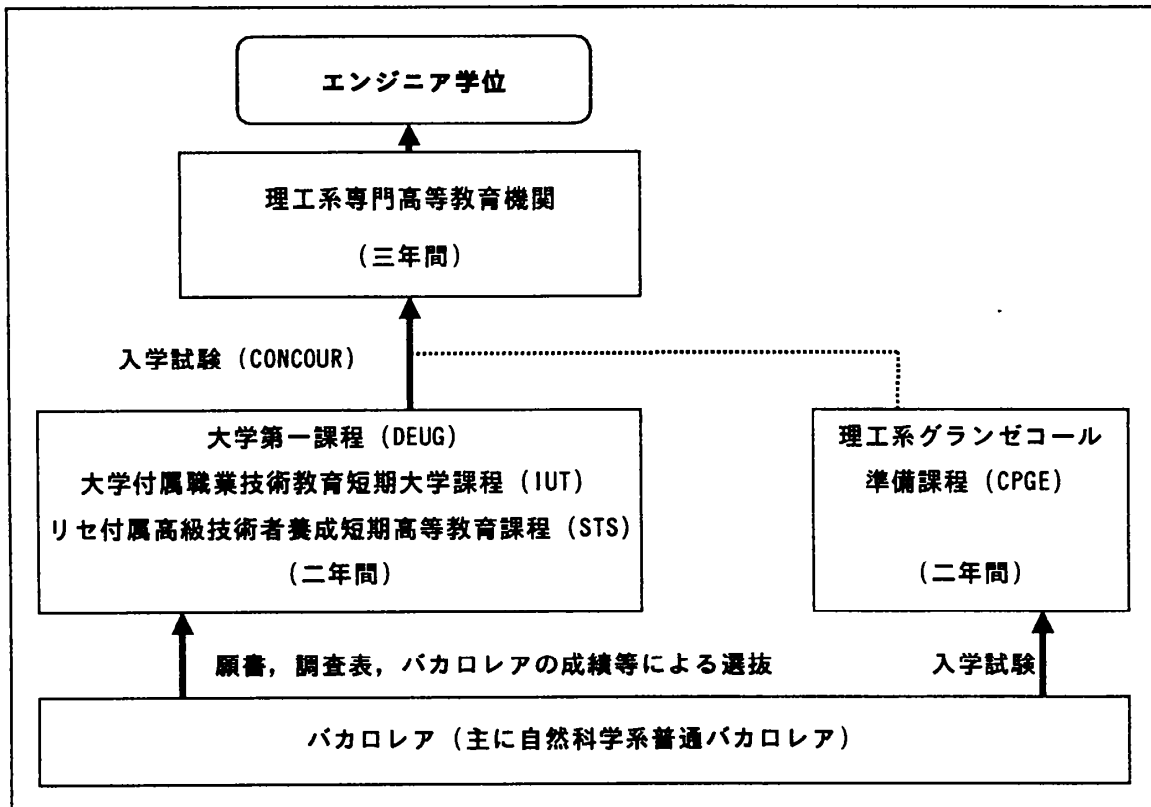 エンジニア学位
理工系専門高等教育機関
(三年間)
入学試験 (CONCOUR)
大学第一課程 (DEUG)
大学付属職業技術教育短期大学課程 (IUT)
リセ付属高級技術者養成短期高等教育課程 (STS)
(二年間)
理工系グランゼコール
準備課程 (CPGE)
(二年間)
願書,調査表,バカロレアの成績等による選抜
入学試験
バカロレア (主に自然科学系普通バカロレア)